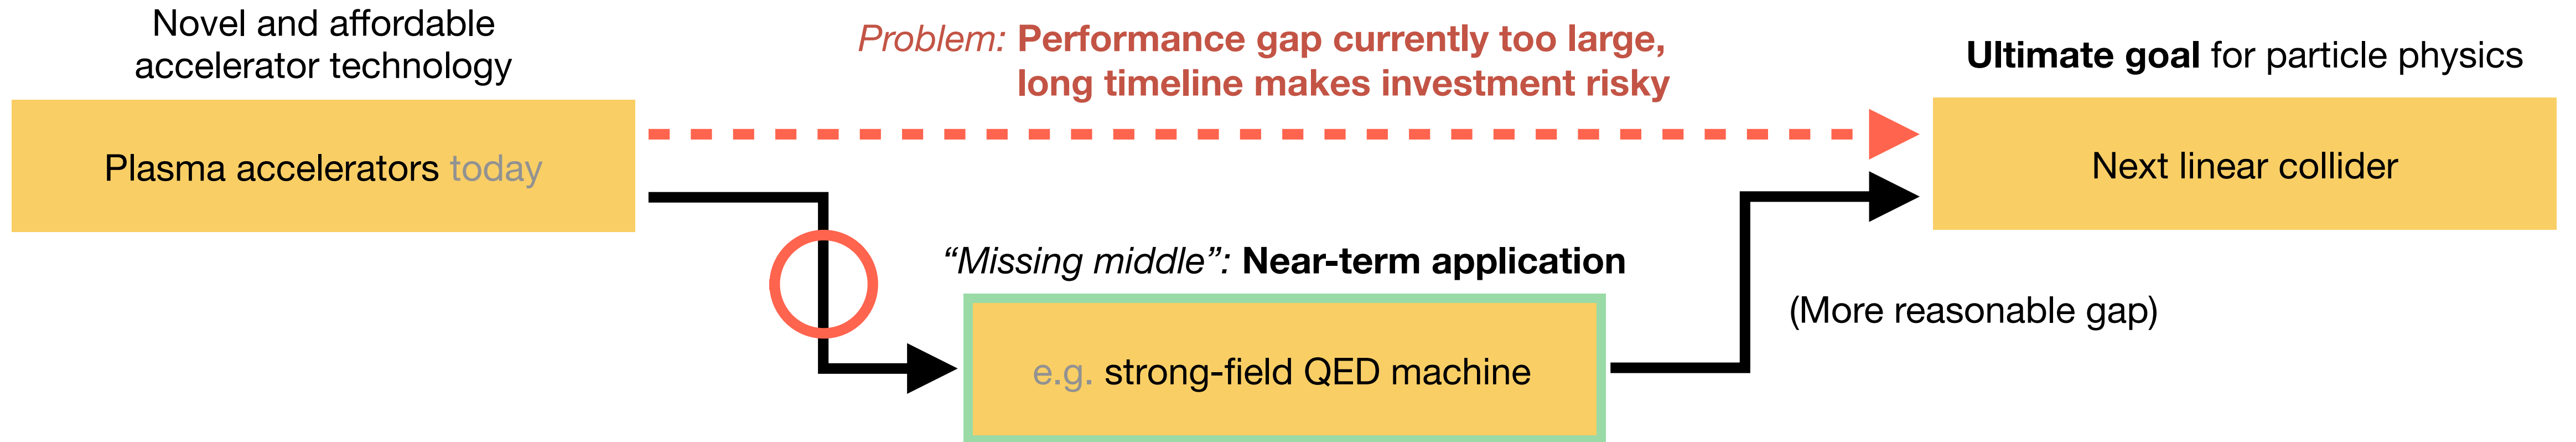 Novel and affordable
accelerator technology
Plasma accelerators today
Problem: Performance gap currently too large,
long timeline makes investment risky
Ultimate goal for particle physics
Next linear collider
“Missing middle”: Near-term application
e.g. strong-field QED machine
(More reasonable gap)